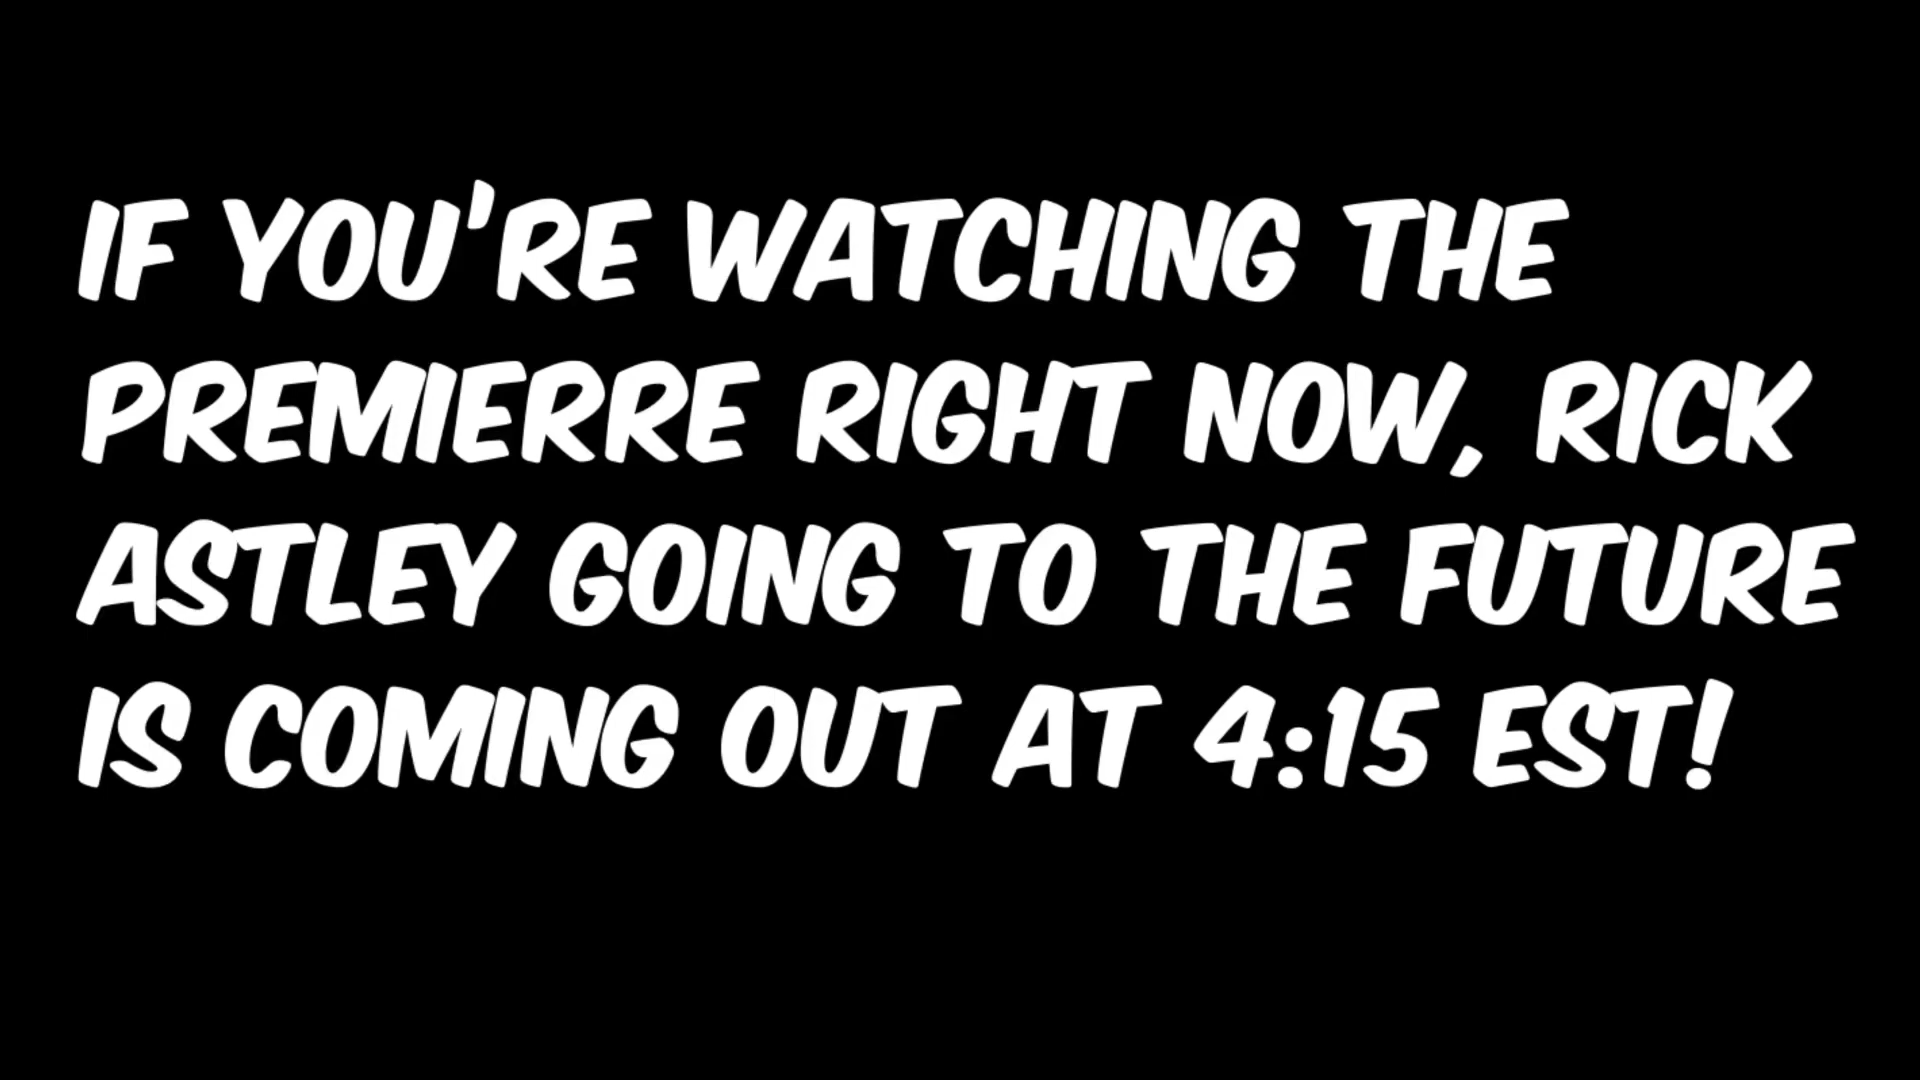 IF YOU'RE WATCHING THE
PREMIERRE RIGHT NOW, RICK
ASTLEY GOING TO THE FUTURE
IS COMING OUT AT 4:15 EST!